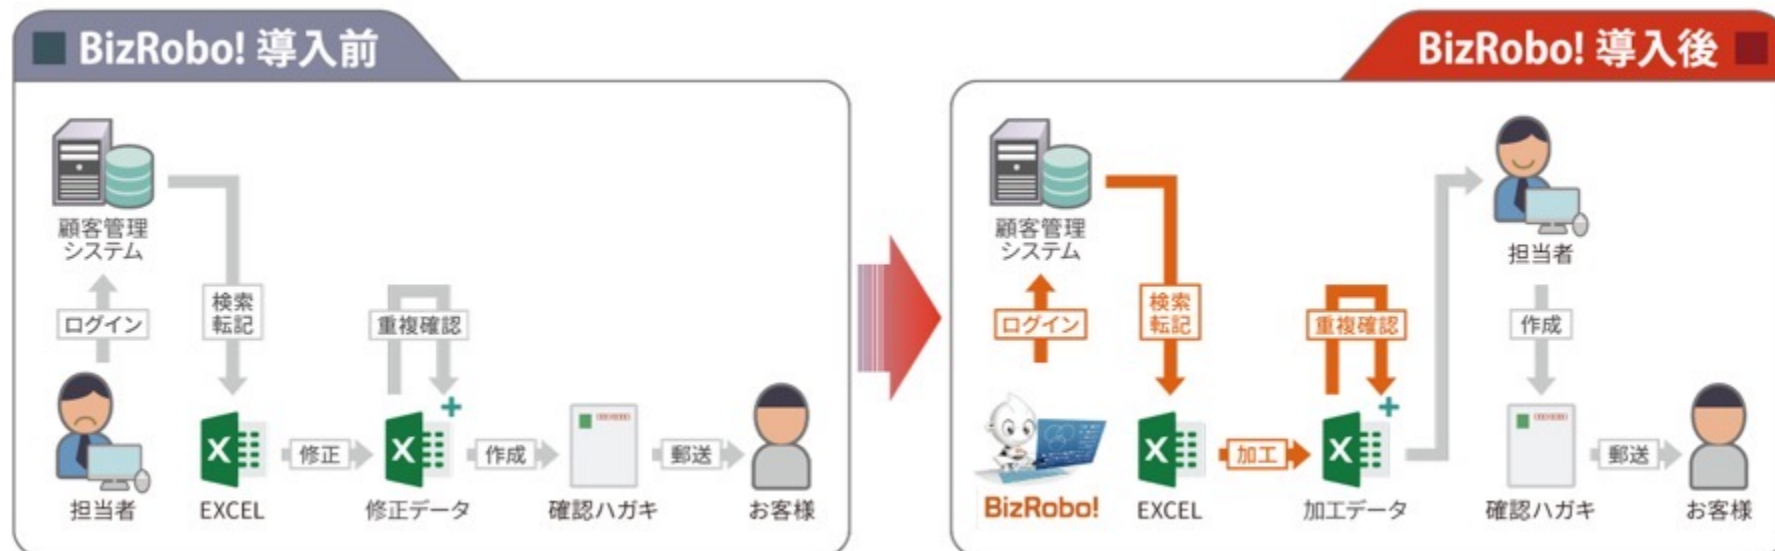 BizRobo! 導入前
顧客管理
システム
ログイン
検索
転記
重複確認
修正
作成
郵送
担当者
EXCEL
修正データ
確認ハガキ
お客様
BizRobo! 導入後
顧客管理
システム
担当者
ログイン
検索
転記
重複確認
作成
加工
郵送
BizRobo!
EXCEL
加工データ
確認ハガキ
お客様